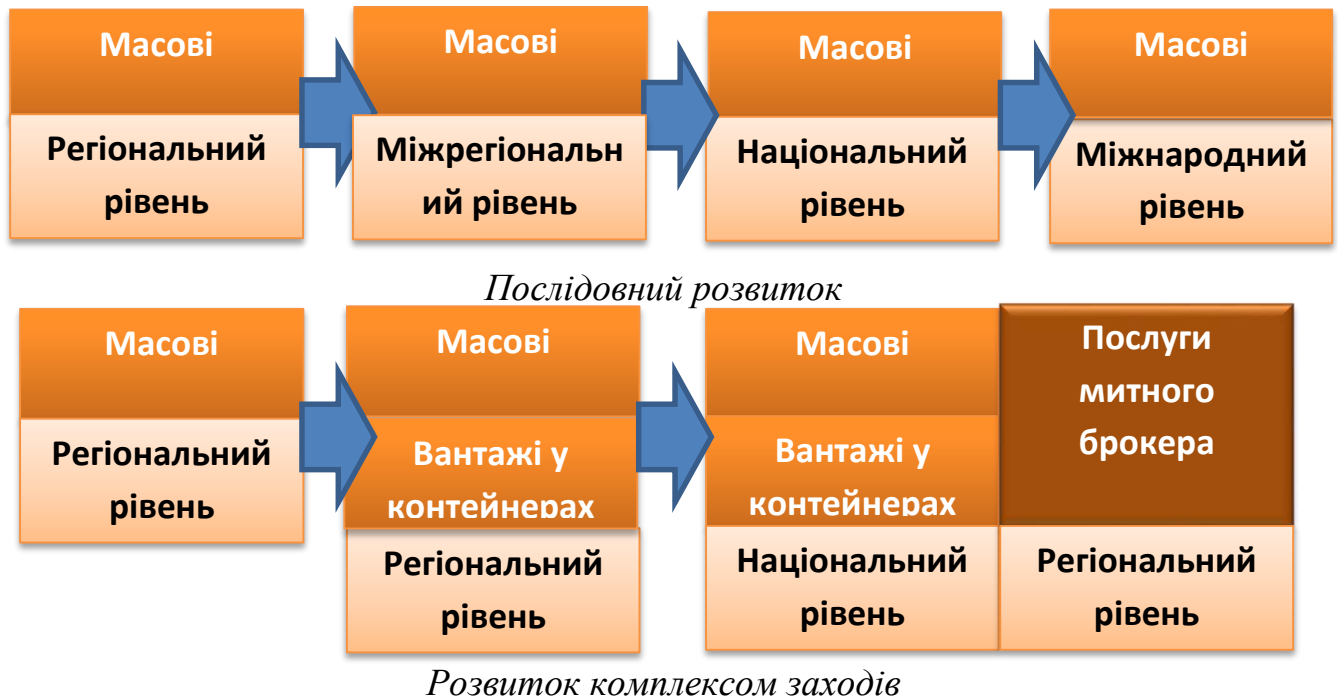 Масові
Регіональний
рівень
Масові
Міжрегіональн
ий рівень
Масові
Національний
рівень
Масові
Міжнародний
рівень
Послідовний розвиток
Масові
Регіональний
рівень
Масові
Вантажі у
контейнерах
Регіональний
рівень
Масові
Вантажі у
контейнерах
Національний
рівень
Послуги
митного
брокера
Регіональний
рівень
Розвиток комплексом заходів